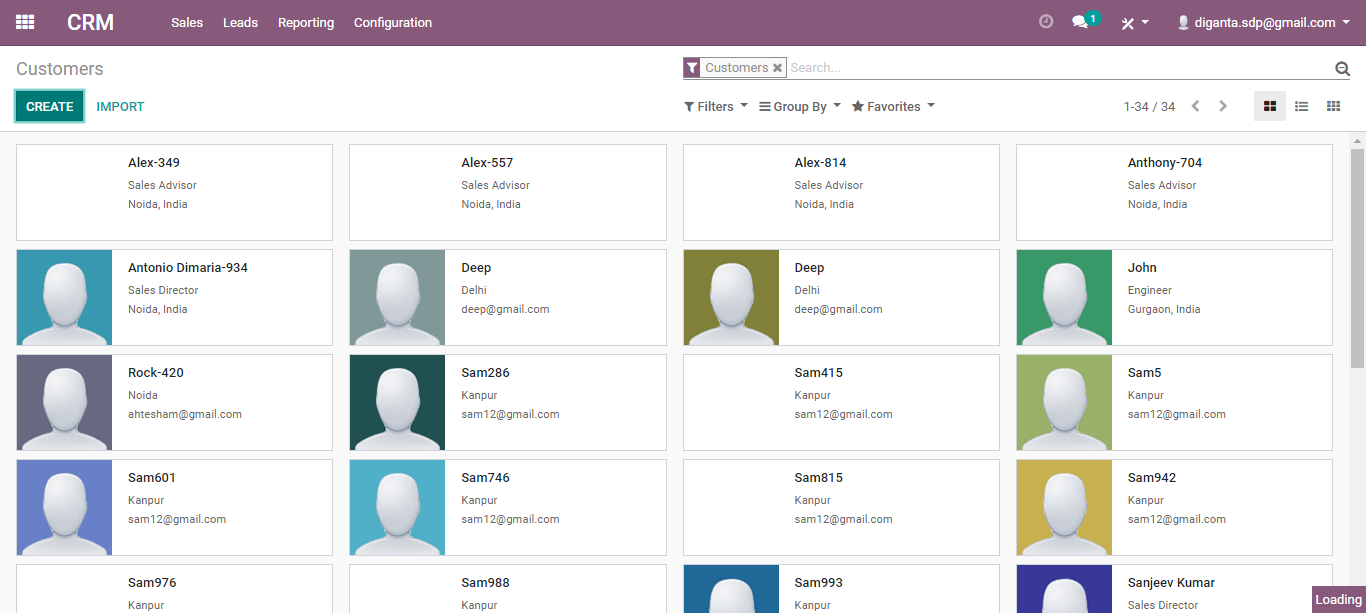 CRM Sales Leads Reporting Configuration 1 diganta.sdp@gmail.com
Customers Customers Search...
CREATE IMPORT Filters Group By Favorites 1-34 / 34
Alex-349
Sales Advisor
Noida, India
Alex-557
Sales Advisor
Noida, India
Alex-814
Sales Advisor
Noida, India
Anthony-704
Sales Advisor
Noida, India
Antonio Dimaria-934
Sales Director
Noida, India
Deep
Delhi
deep@gmail.com
Deep
Delhi
deep@gmail.com
John
Engineer
Gurgaon, India
Rock-420
Noida
ahtesham@gmail.com
Sam286
Kanpur
sam12@gmail.com
Sam415
Kanpur
sam12@gmail.com
Sam5
Kanpur
sam12@gmail.com
Sam601
Kanpur
sam12@gmail.com
Sam746
Kanpur
sam12@gmail.com
Sam815
Kanpur
sam12@gmail.com
Sam942
Kanpur
sam12@gmail.com
Sam976
Kanpur
Sam988
Kanpur
Sam993
Kanpur
Sanjeev Kumar
Sales Director
Loading